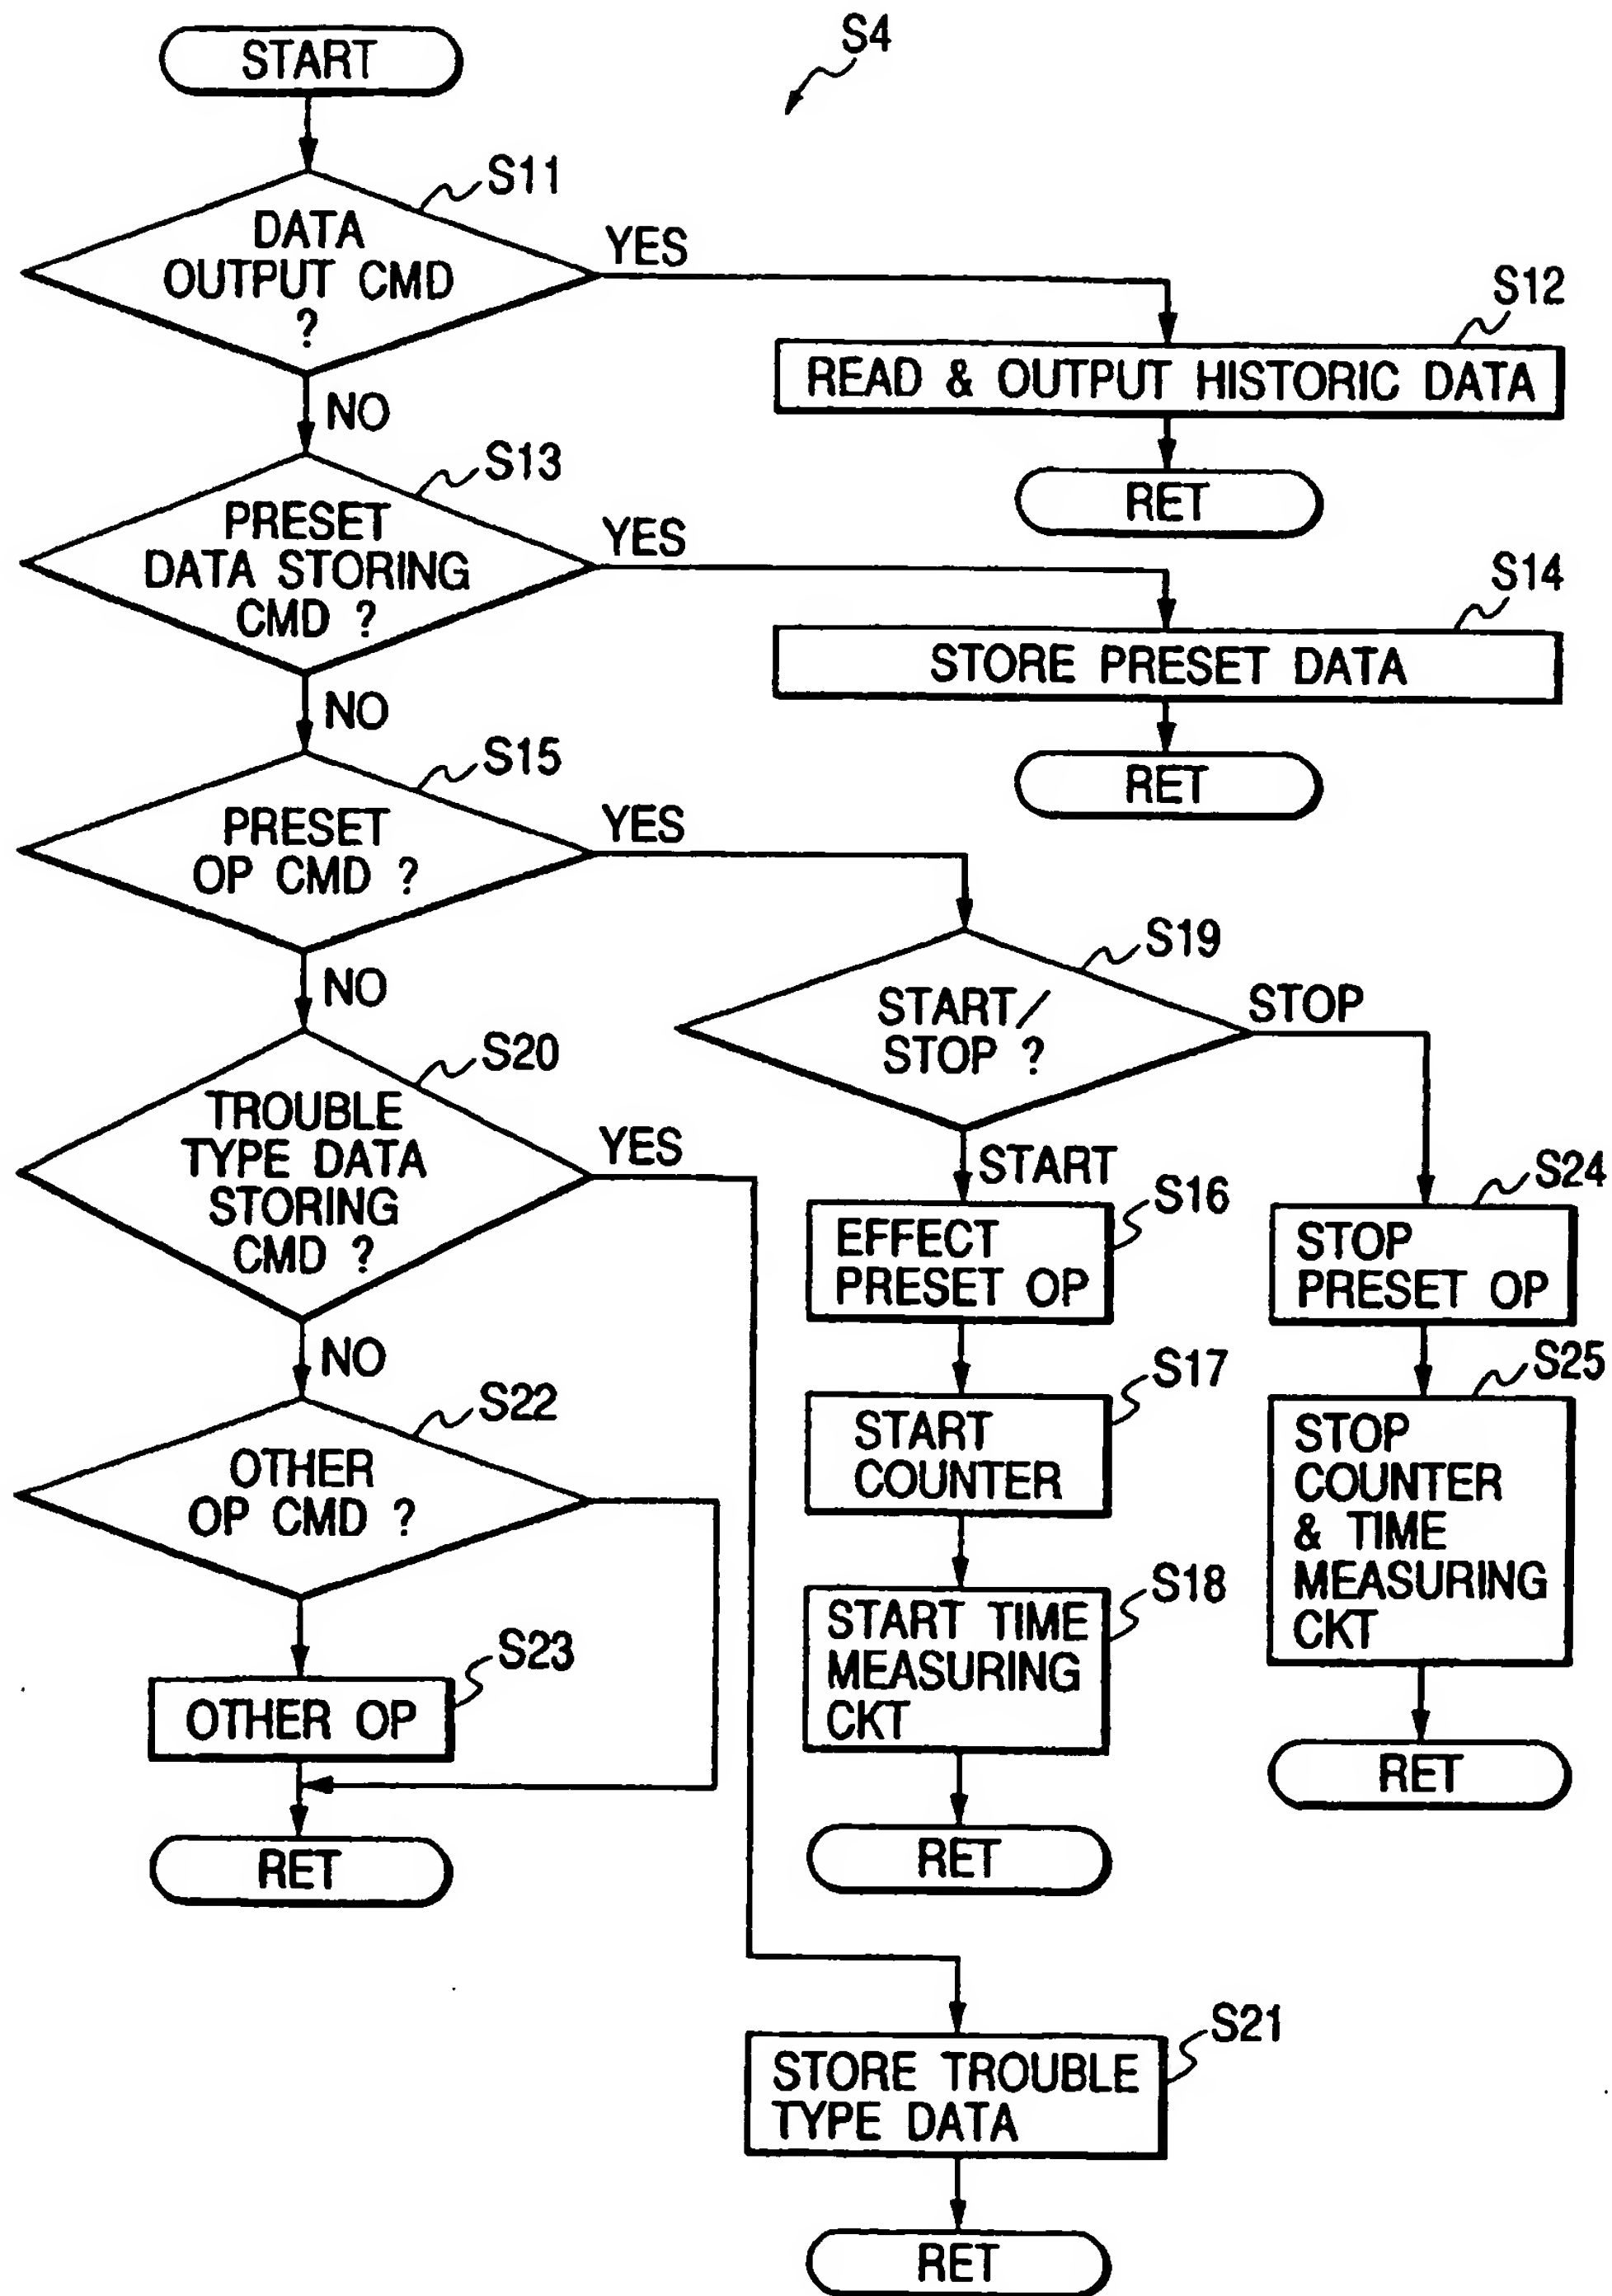 S4
START
S11
DATA
OUTPUT CMD
?
YES
NO
S12
READ & OUTPUT HISTORIC DATA
RET
S13
PRESET
DATA STORING
CMD ?
YES
NO
S14
STORE PRESET DATA
RET
S15
PRESET
OP CMD ?
YES
NO
S19
START/
STOP ?
STOP
START
S20
TROUBLE
TYPE DATA
STORING
CMD ?
YES
NO
S16
EFFECT
PRESET OP
S24
STOP
PRESET OP
S17
START
COUNTER
S25
STOP
COUNTER
& TIME
MEASURING
CKT
S22
OTHER
OP CMD ?
S18
START TIME
MEASURING
CKT
S23
OTHER OP
RET
RET
RET
S21
STORE TROUBLE
TYPE DATA
RET